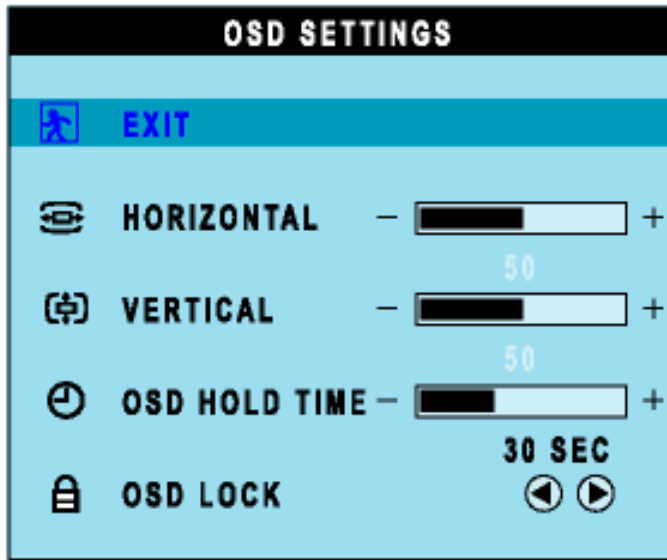 OSD SETTINGS
EXIT
HORIZONTAL - +
50
VERTICAL - +
50
OSD HOLD TIME - +
30 SEC
OSD LOCK